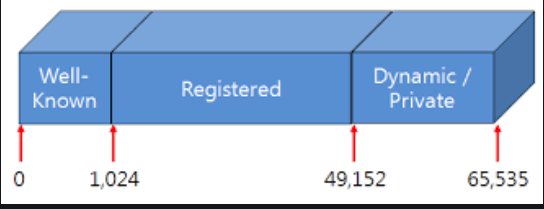 Well-
Known
Registered
Dynamic /
Private
0
1,024
49,152
65,535